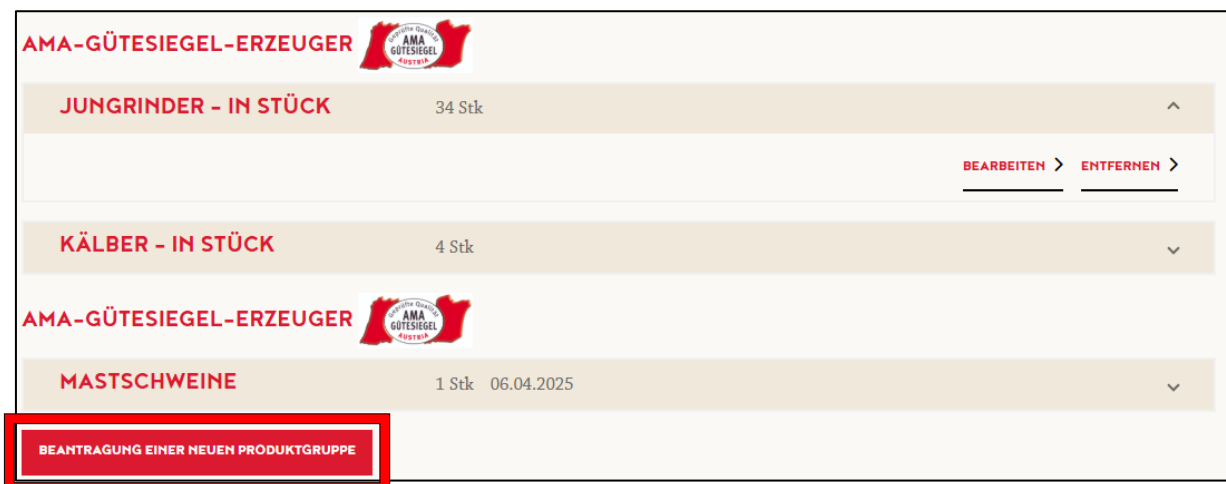 AMA-GÜTESIEGEL-ERZEUGER
Geprüfte Qualität
AMA
GÜTESIEGEL
AUSTRIA
JUNGRINDER - IN STÜCK 34 Stk
BEARBEITEN ENTFERNEN
KÄLBER - IN STÜCK 4 Stk
AMA-GÜTESIEGEL-ERZEUGER
Geprüfte Qualität
AMA
GÜTESIEGEL
AUSTRIA
MASTSCHWEINE 1 Stk 06.04.2025
BEANTRAGUNG EINER NEUEN PRODUKTGRUPPE